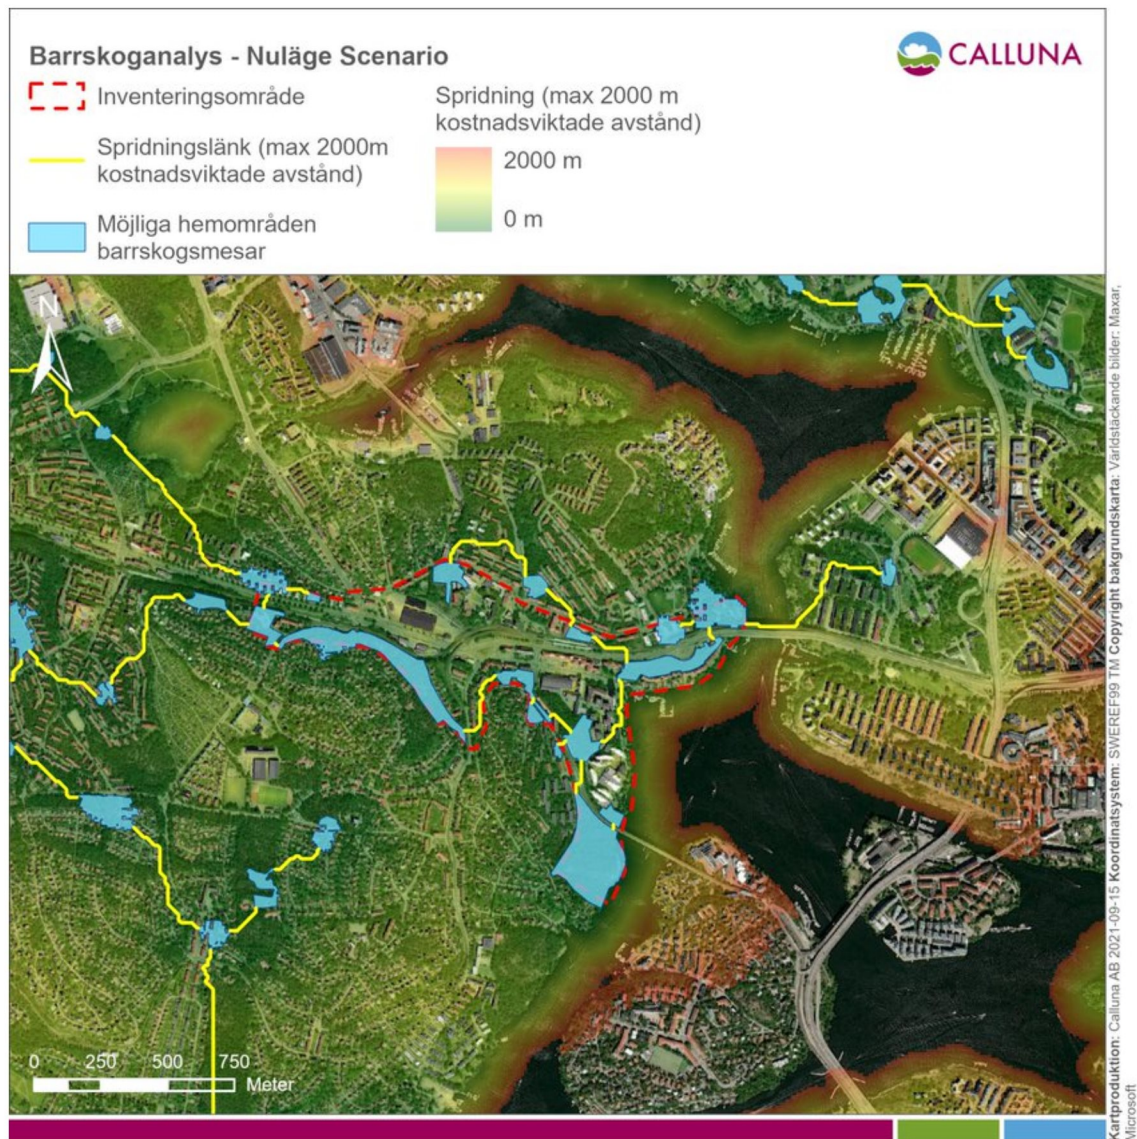 Barrskoganalys - Nuläge Scenario
CALLUNA
Inventeringsområde
Spridningslänk (max 2000m
kostnadsviktade avstånd)
Möjliga hemområden
barrskogsmesar
Spridning (max 2000 m
kostnadsviktade avstånd)
2000 m
0 m
N
0 250 500 750
Meter
Kartproduktion: Calluna AB 2021-09-15 Koordinatsystem: SWEREF99 TM Copyright bakgrundskarta: Världstäckande bilder: Maxar,
Microsoft